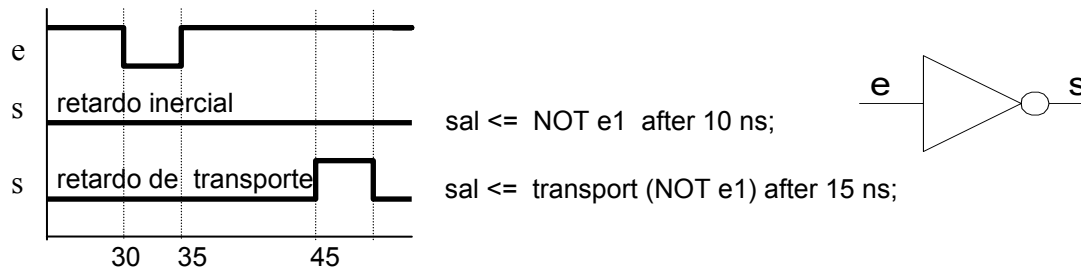 e
s retardo inercial
sal <= NOT e1 after 10 ns;
s retardo de transporte
sal <= transport (NOT e1) after 15 ns;
30 35 45
e s